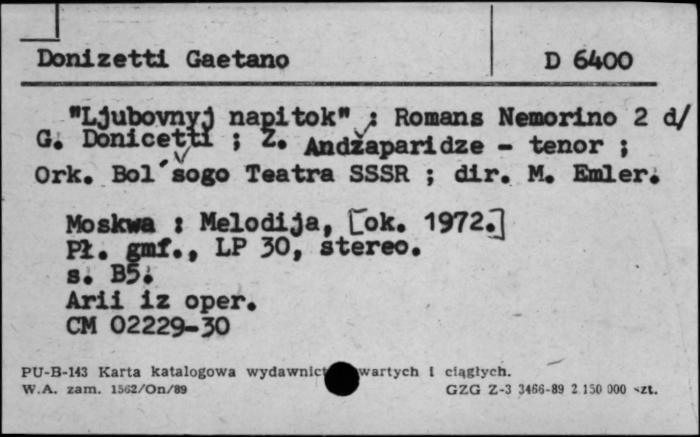 Donizetti Gaetano D 6400
"Ljubovnyj napitok" : Romans Nemorino 2 d/
G. Donicetti ; Z. Andžaparidze - tenor ;
Ork. Bol'šogo Teatra SSSR ; dir. M. Emler.
Moskwa : Melodija, [ok. 1972.]
Pł. gmf., LP 30, stereo.
s. B5.
Arii iz oper.
CM 02229-30
PU-B-143 Karta katalogowa wydawnict wartych i ciągłych.
W.A. zam. 1562/On/89 GZG Z-3 3466-89 2.150 000 szt.